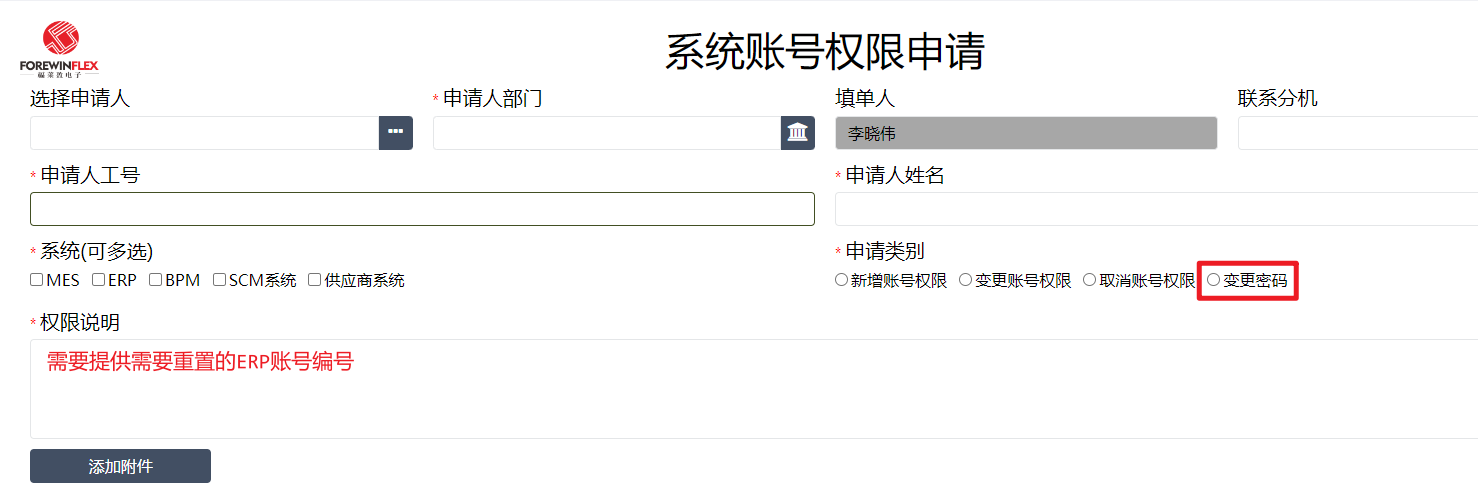 系统账号权限申请
FOREWINFLEX
福莱盈电子
选择申请人
* 申请人部门
填单人
联系分机
李晓伟
* 申请人工号
* 申请人姓名
* 系统(可多选)
* 申请类别
MES ERP BPM SCM系统 供应商系统
新增账号权限 变更账号权限 取消账号权限 变更密码
* 权限说明
需要提供需要重置的ERP账号编号
添加附件